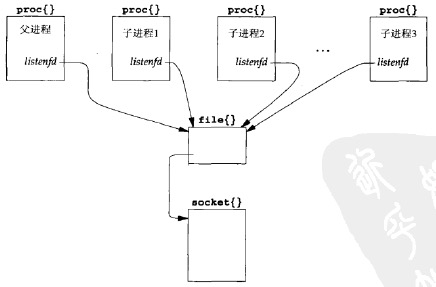 proc{} proc{} proc{} proc{}
父进程 子进程1 子进程2 子进程3
...
listenfd listenfd listenfd listenfd
file{}
socket{}